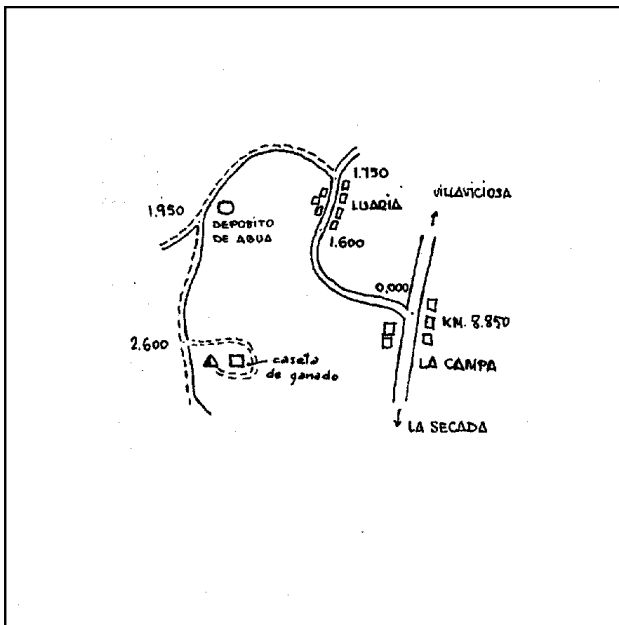 1.750
VILLAVICIOSA
LUARIA
1.950
DEPOSITO
DE AGUA
1.600
0,000
KM. 8.850
2.600
caseta
de ganado
LA CAMPA
LA SECADA